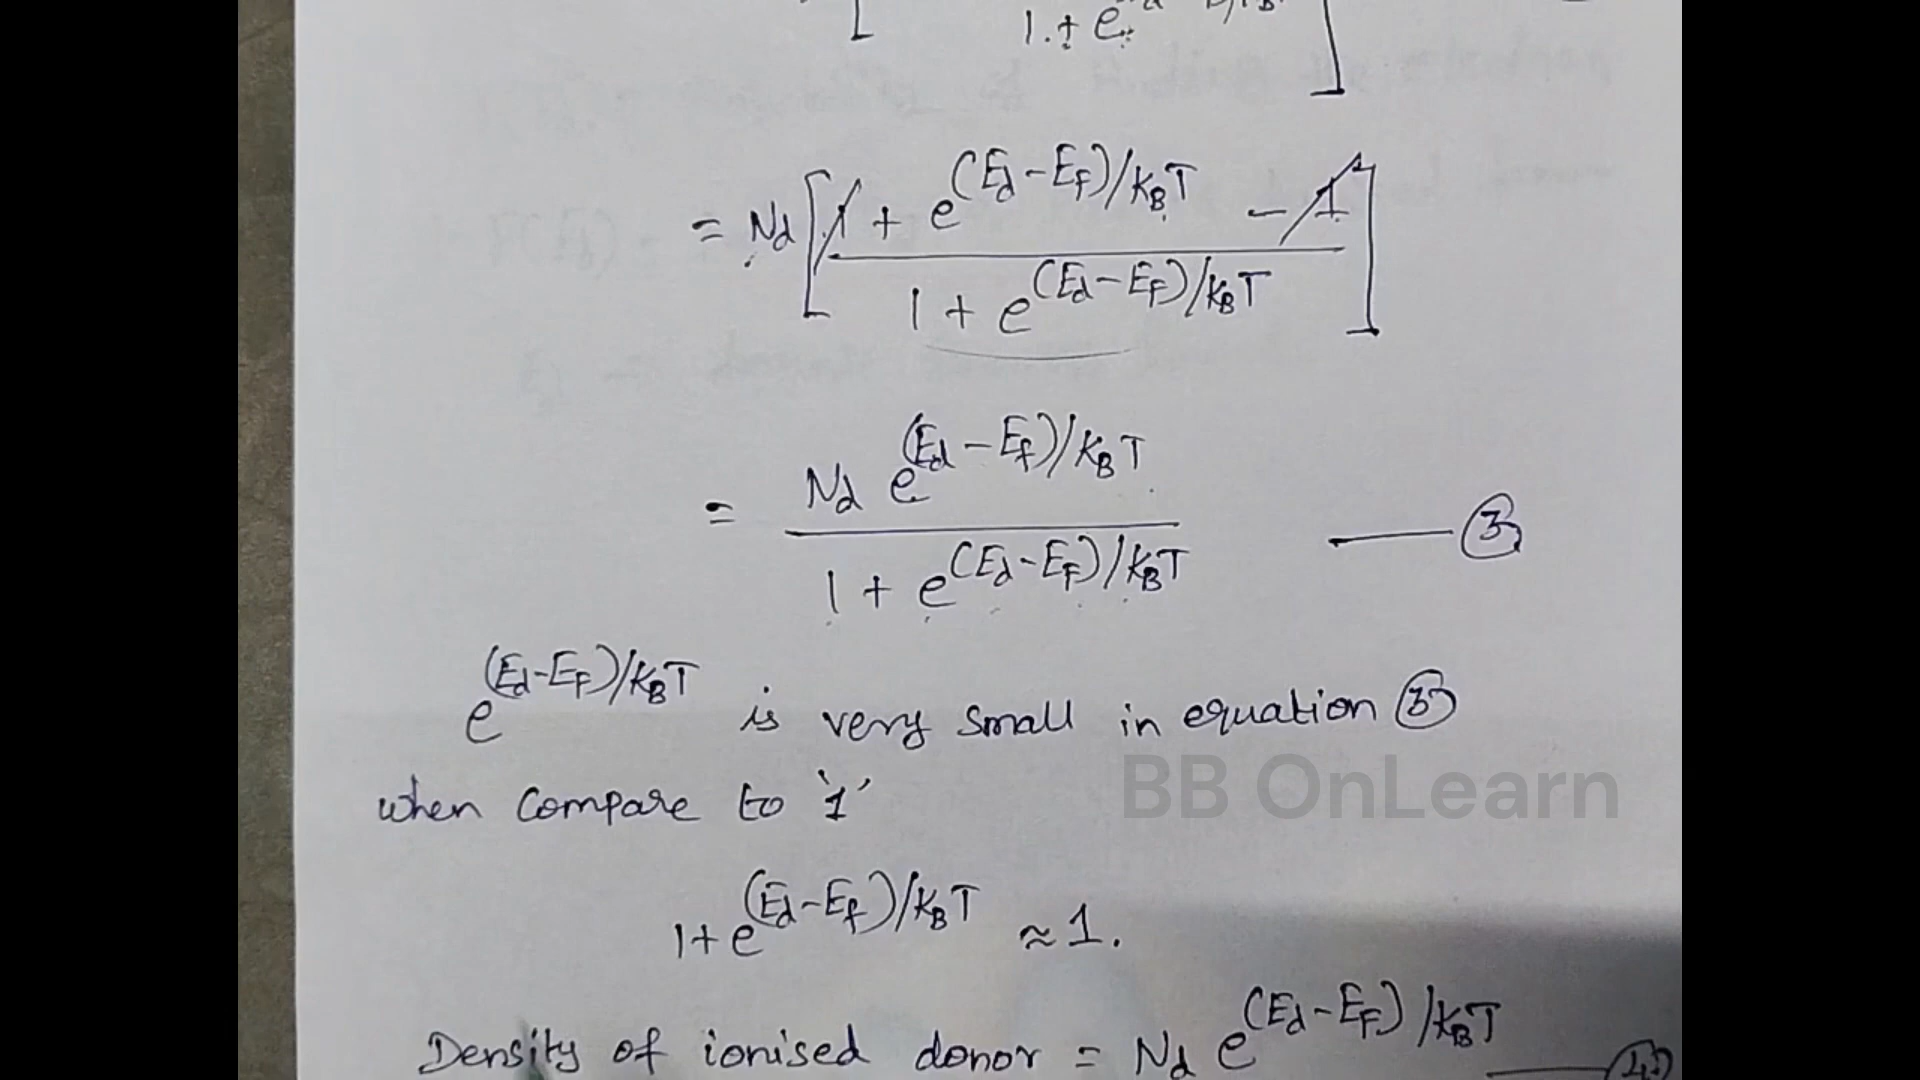 1 + e
= Nd [ 1 + e^(Ed - EF)/KBT - 1 / 1 + e^(Ed - EF)/KBT ]
= Nd e^(Ed - Ef)/KBT / 1 + e^(Ed - EF)/KBT — ③
e^(Ed - EF)/KBT is very small in equation ③
when compare to '1'
BB OnLearn
1 + e^(Ed - Ef)/KBT ≈ 1.
Density of ionised donor = Nd e^(Ed - EF)/KBT —